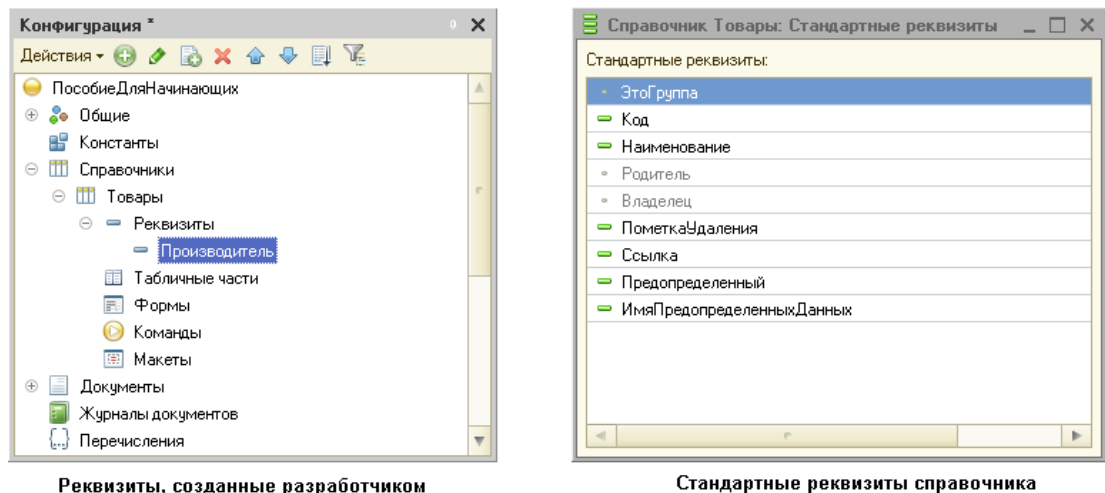 Конфигурация *
Действия
ПособиеДляНачинающих
Общие
Константы
Справочники
Товары
Реквизиты
Производитель
Табличные части
Формы
Команды
Макеты
Документы
Журналы документов
Перечисления
Реквизиты, созданные разработчиком
Справочник Товары: Стандартные реквизиты
Стандартные реквизиты:
ЭтоГруппа
Код
Наименование
Родитель
Владелец
ПометкаУдаления
Ссылка
Предопределенный
ИмяПредопределенныхДанных
Стандартные реквизиты справочника